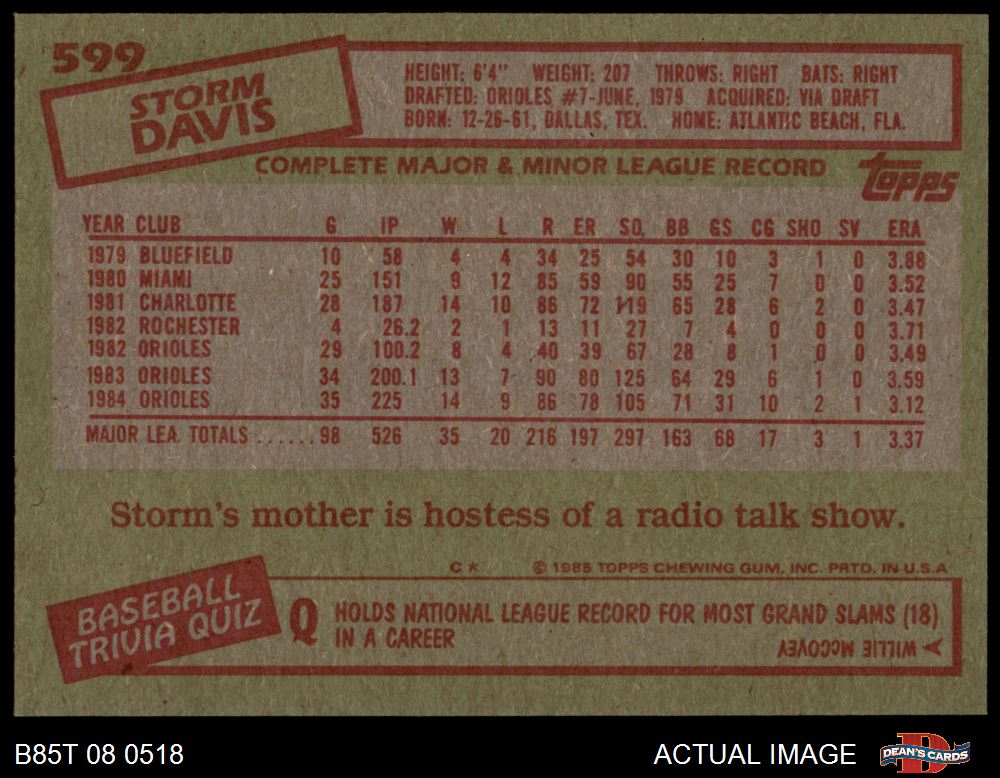 599
STORM
DAVIS
HEIGHT: 6'4" WEIGHT: 207 THROWS: RIGHT BATS: RIGHT
DRAFTED: ORIOLES #7-JUNE, 1979 ACQUIRED: VIA DRAFT
BORN: 12-26-61, DALLAS, TEX. HOME: ATLANTIC BEACH, FLA.
COMPLETE MAJOR & MINOR LEAGUE RECORD
topps
YEAR CLUB G IP W L R ER SO. BB GS CG SHO SV ERA
1979 BLUEFIELD 10 58 4 4 34 25 54 30 10 3 1 0 3.88
1980 MIAMI 25 151 9 12 85 59 90 55 25 7 0 0 3.52
1981 CHARLOTTE 28 187 14 10 86 72 119 65 28 6 2 0 3.47
1982 ROCHESTER 4 26.2 2 1 13 11 27 7 4 0 0 0 3.71
1982 ORIOLES 29 100.2 8 4 40 39 67 28 8 1 0 0 3.49
1983 ORIOLES 34 200.1 13 7 90 80 125 64 29 6 1 0 3.59
1984 ORIOLES 35 225 14 9 86 78 105 71 31 10 2 1 3.12
MAJOR LEA. TOTALS ......98 526 35 20 216 197 297 163 68 17 3 1 3.37
Storm's mother is hostess of a radio talk show.
C* © 1985 TOPPS CHEWING GUM, INC. PRTD. IN U.S.A
BASEBALL
TRIVIA QUIZ
Q HOLDS NATIONAL LEAGUE RECORD FOR MOST GRAND SLAMS (18)
IN A CAREER
WILLIE McCOVEY
B85T 08 0518
ACTUAL IMAGE
D
DEAN'S CARDS